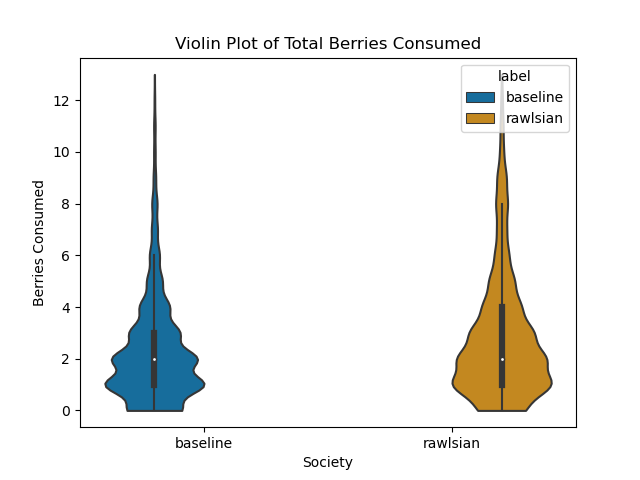 Violin Plot of Total Berries Consumed
label
baseline
rawlsian
12
10
8
6
4
2
0
Berries Consumed
baseline
rawlsian
Society